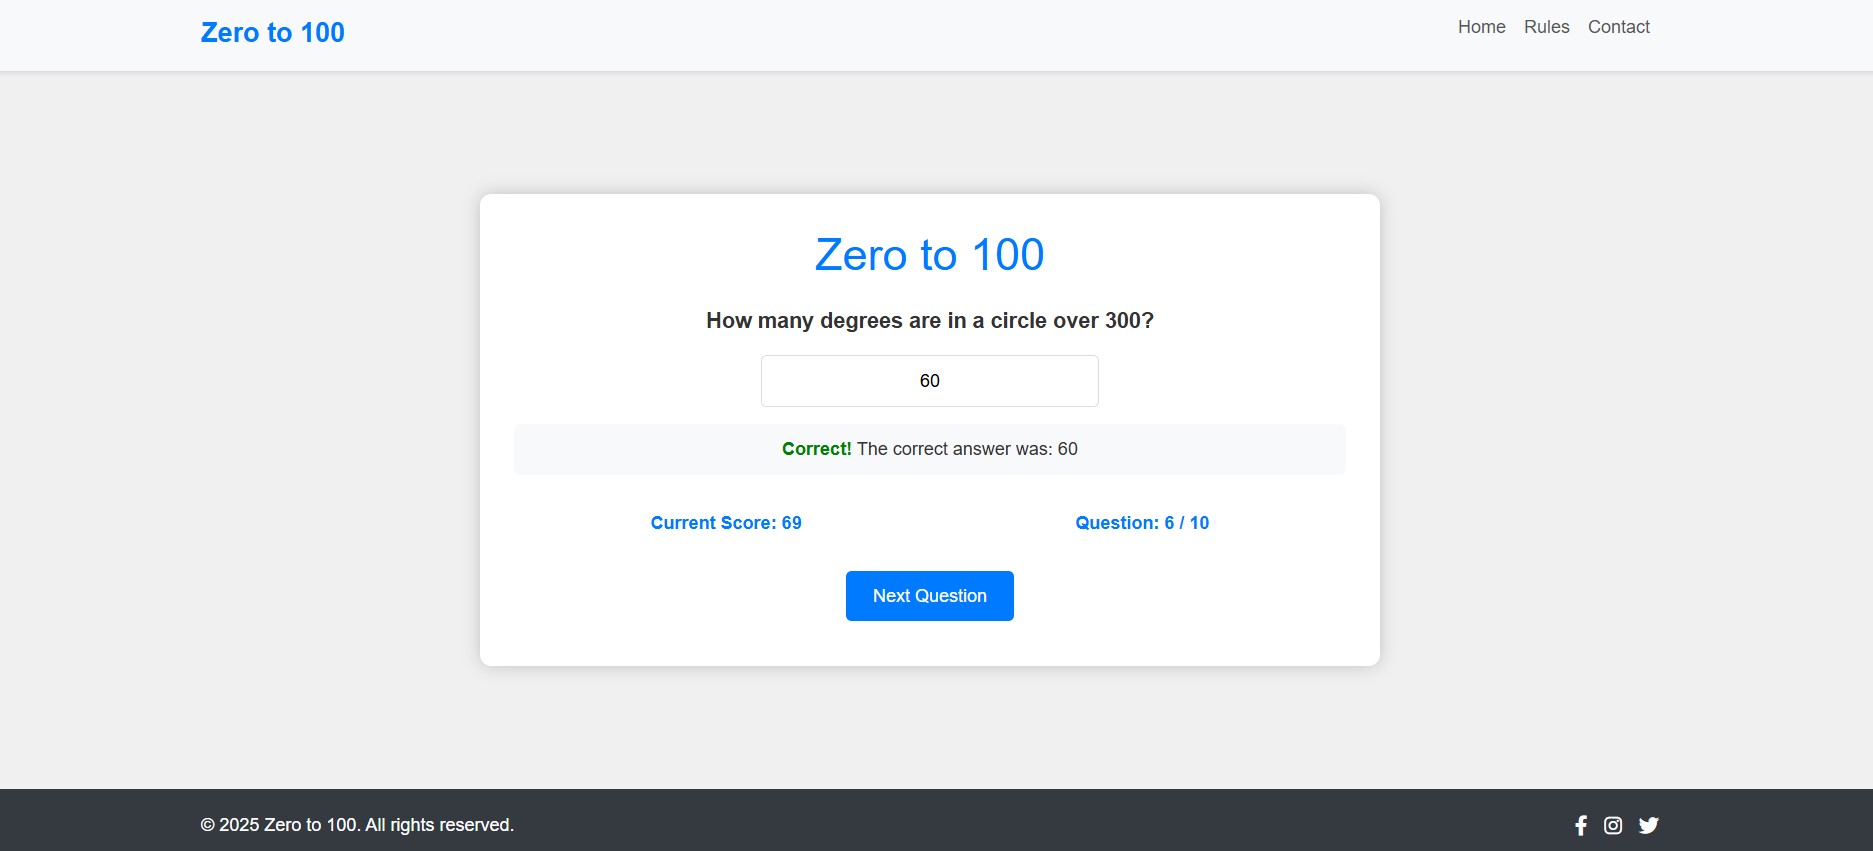 Zero to 100
Home Rules Contact
Zero to 100
How many degrees are in a circle over 300?
60
Correct! The correct answer was: 60
Current Score: 69
Question: 6 / 10
Next Question
© 2025 Zero to 100. All rights reserved.